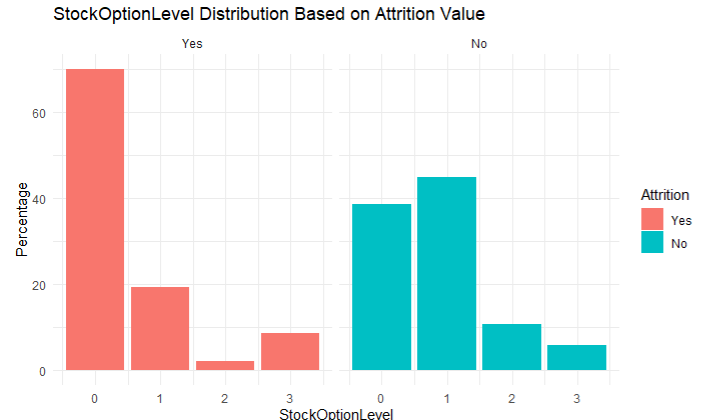 StockOptionLevel Distribution Based on Attrition Value
Yes
No
Percentage
60
40
20
0
0 1 2 3
0 1 2 3
StockOptionLevel
Attrition
Yes
No